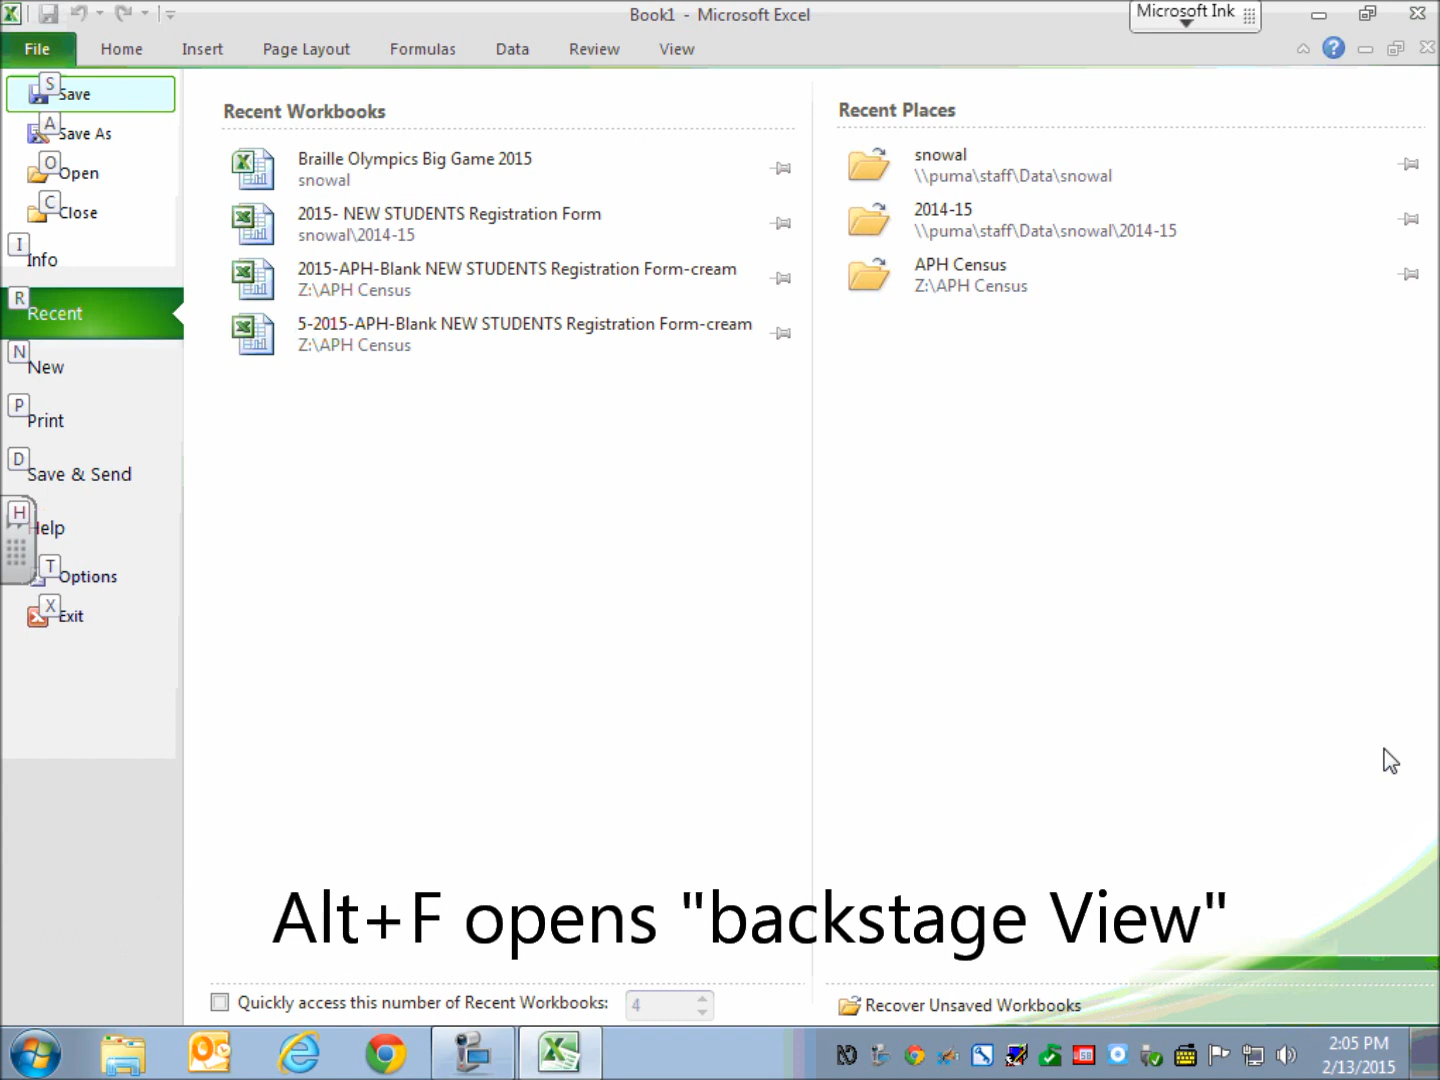 Book1 - Microsoft Excel
Microsoft Ink
File
Home
Insert
Page Layout
Formulas
Data
Review
View
S
Save
A
Save As
O
Open
C
Close
I
Info
R
Recent
N
New
P
Print
D
Save & Send
H
Help
T
Options
X
Exit
Recent Workbooks
Braille Olympics Big Game 2015
snowal
2015- NEW STUDENTS Registration Form
snowal\2014-15
2015-APH-Blank NEW STUDENTS Registration Form-cream
Z:\APH Census
5-2015-APH-Blank NEW STUDENTS Registration Form-cream
Z:\APH Census
Recent Places
snowal
\\puma\staff\Data\snowal
2014-15
\\puma\staff\Data\snowal\2014-15
APH Census
Z:\APH Census
Alt+F opens "backstage View"
Quickly access this number of Recent Workbooks:
4
Recover Unsaved Workbooks
2:05 PM
2/13/2015